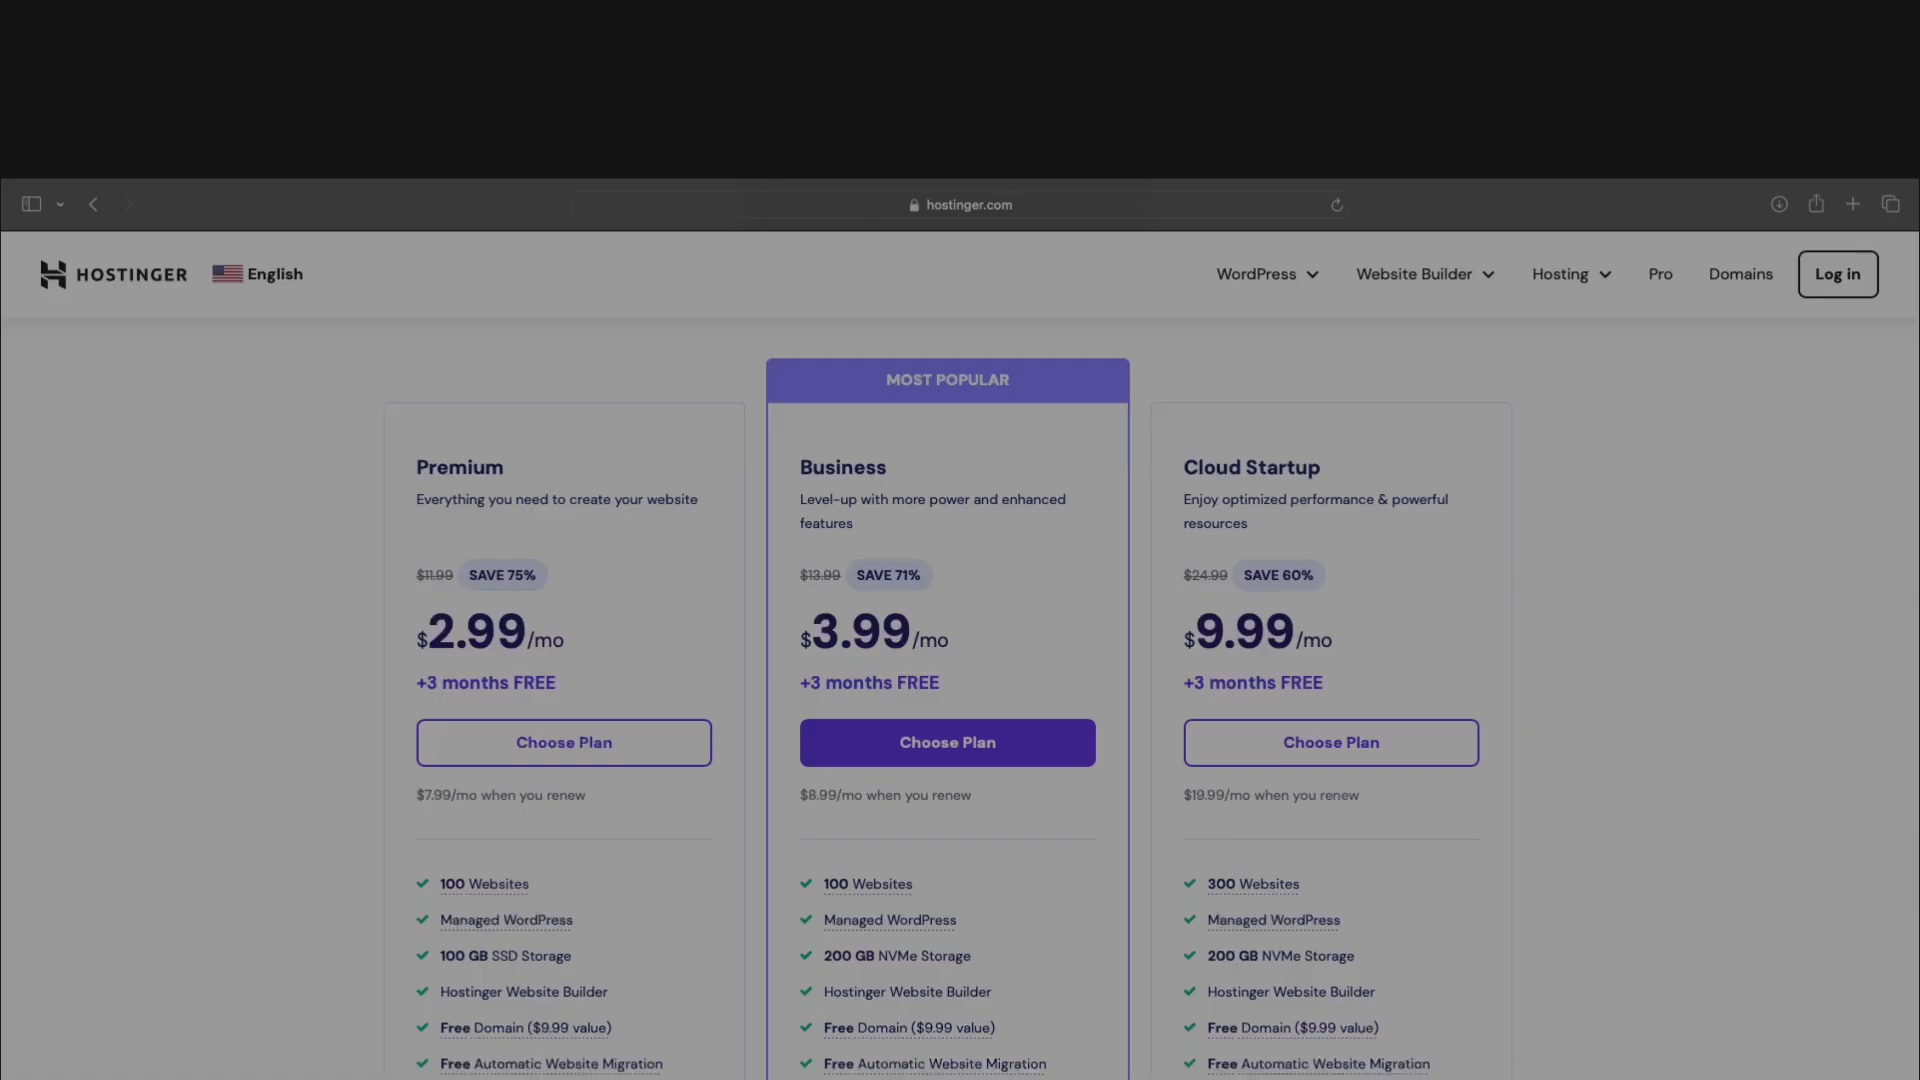 hostinger.com
HOSTINGER English WordPress Website Builder Hosting Pro Domains Log in
MOST POPULAR
Premium
Everything you need to create your website
$11.99 SAVE 75%
$2.99/mo
+3 months FREE
Choose Plan
$7.99/mo when you renew
100 Websites
Managed WordPress
100 GB SSD Storage
Hostinger Website Builder
Free Domain ($9.99 value)
Free Automatic Website Migration
Business
Level-up with more power and enhanced
features
$13.99 SAVE 71%
$3.99/mo
+3 months FREE
Choose Plan
$8.99/mo when you renew
100 Websites
Managed WordPress
200 GB NVMe Storage
Hostinger Website Builder
Free Domain ($9.99 value)
Free Automatic Website Migration
Cloud Startup
Enjoy optimized performance & powerful
resources
$24.99 SAVE 60%
$9.99/mo
+3 months FREE
Choose Plan
$19.99/mo when you renew
300 Websites
Managed WordPress
200 GB NVMe Storage
Hostinger Website Builder
Free Domain ($9.99 value)
Free Automatic Website Migration